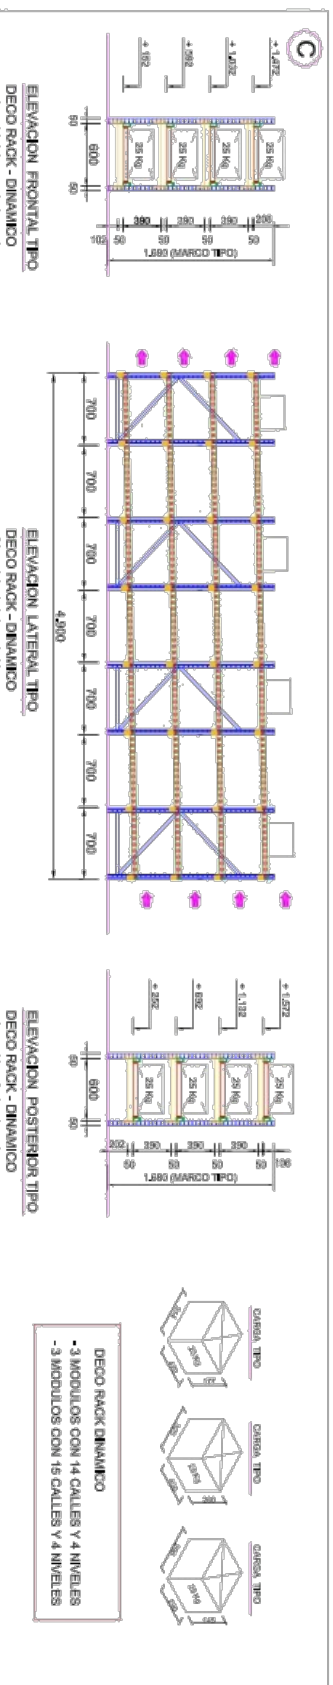 C
+ 1.472
+ 1.032
+ 592
+ 152
25 Kg
25 Kg
25 Kg
25 Kg
50
600
50
208
50
390
50
390
50
390
50
102
1.680 (MARCO TIPO)
ELEVACION FRONTAL TIPO
DECO RACK - DINAMICO
700
700
700
700
700
700
700
4.900
ELEVACION LATERAL TIPO
DECO RACK - DINAMICO
+ 1.572
+ 1.132
+ 692
+ 252
25 Kg
25 Kg
25 Kg
25 Kg
50
600
50
50
390
50
390
50
390
50
202
1.680 (MARCO TIPO)
ELEVACION POSTERIOR TIPO
DECO RACK - DINAMICO
CARGA TIPO
CARGA TIPO
CARGA TIPO
DECO RACK DINAMICO
- 3 MODULOS CON 14 CALLES Y 4 NIVELES
- 3 MODULOS CON 15 CALLES Y 4 NIVELES